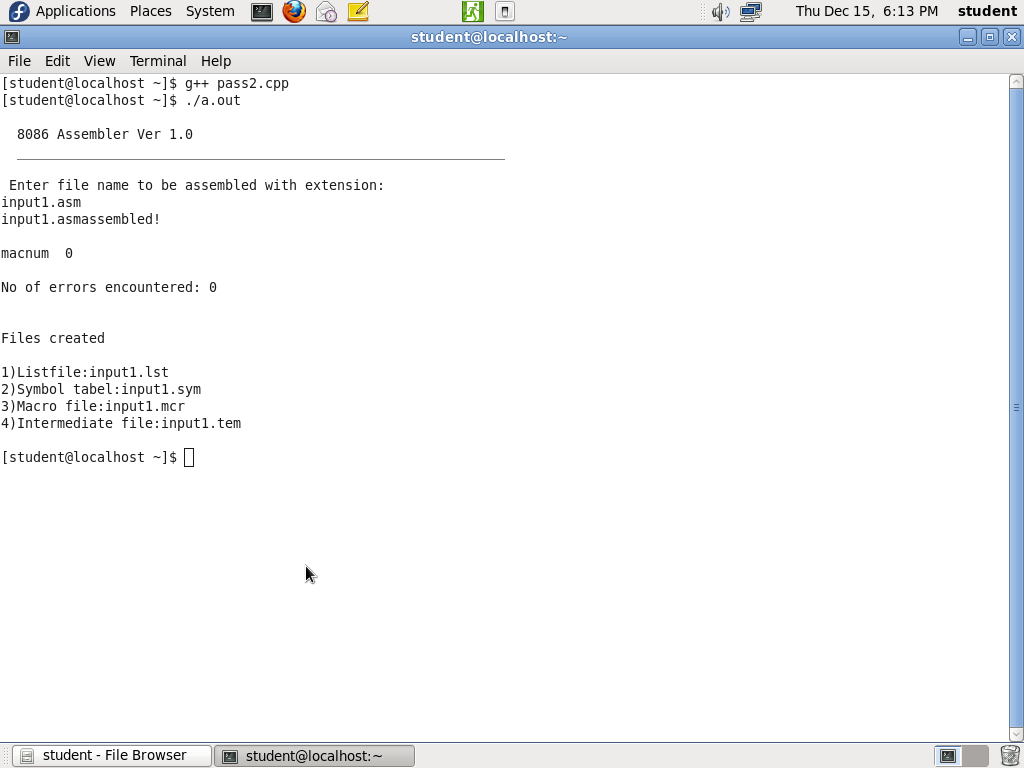 Applications Places System Thu Dec 15, 6:13 PM student
student@localhost:~
File Edit View Terminal Help
[student@localhost ~]$ g++ pass2.cpp
[student@localhost ~]$ ./a.out
8086 Assembler Ver 1.0
Enter file name to be assembled with extension:
input1.asm
input1.asmassembled!
macnum 0
No of errors encountered: 0
Files created
1)Listfile:input1.lst
2)Symbol tabel:input1.sym
3)Macro file:input1.mcr
4)Intermediate file:input1.tem
[student@localhost ~]$
student - File Browser student@localhost:~